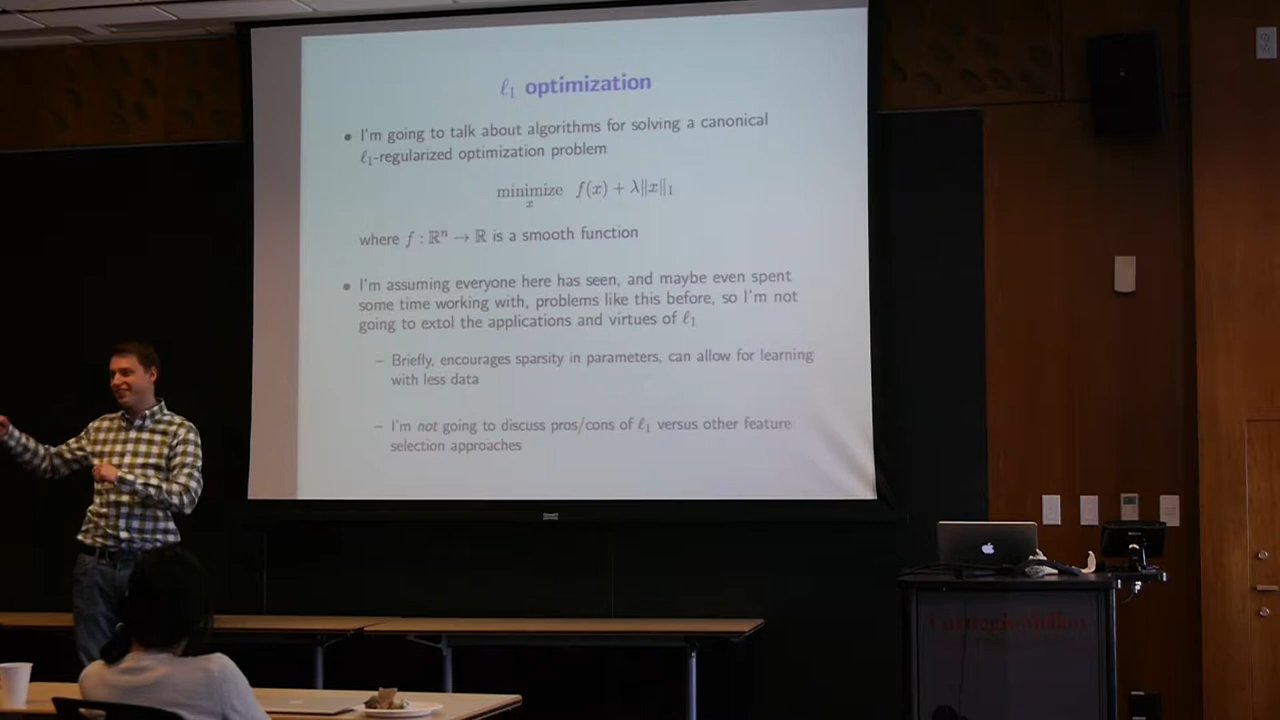 ℓ₁ optimization
• I'm going to talk about algorithms for solving a canonical
ℓ₁-regularized optimization problem
minimize f(x) + λ‖x‖₁
x
where f : ℝⁿ → ℝ is a smooth function
• I'm assuming everyone here has seen, and maybe even spent
some time working with, problems like this before, so I'm not
going to extol the applications and virtues of ℓ₁
– Briefly, encourages sparsity in parameters, can allow for learning
with less data
– I'm not going to discuss pros/cons of ℓ₁ versus other feature
selection approaches